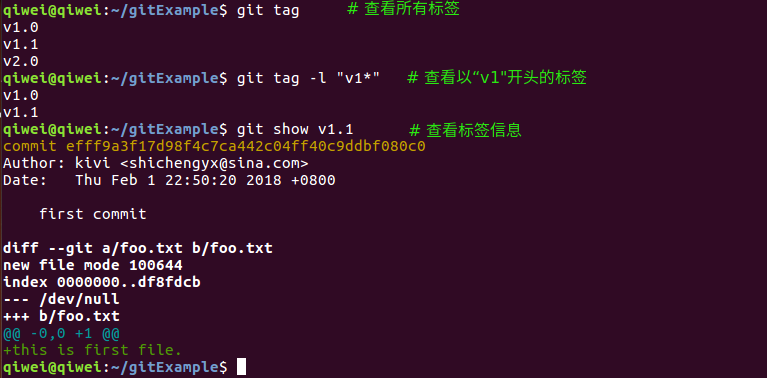 qiwei@qiwei:~/gitExample$ git tag # 查看所有标签
v1.0
v1.1
v2.0
qiwei@qiwei:~/gitExample$ git tag -l "v1*" # 查看以“v1"开头的标签
v1.0
v1.1
qiwei@qiwei:~/gitExample$ git show v1.1 # 查看标签信息
commit efff9a3f17d98f4c7ca442c04ff40c9ddbf080c0
Author: kivi <shichengyx@sina.com>
Date:   Thu Feb 1 22:50:20 2018 +0800
    first commit
diff --git a/foo.txt b/foo.txt
new file mode 100644
index 0000000..df8fdcb
--- /dev/null
+++ b/foo.txt
@@ -0,0 +1 @@
+this is first file.
qiwei@qiwei:~/gitExample$